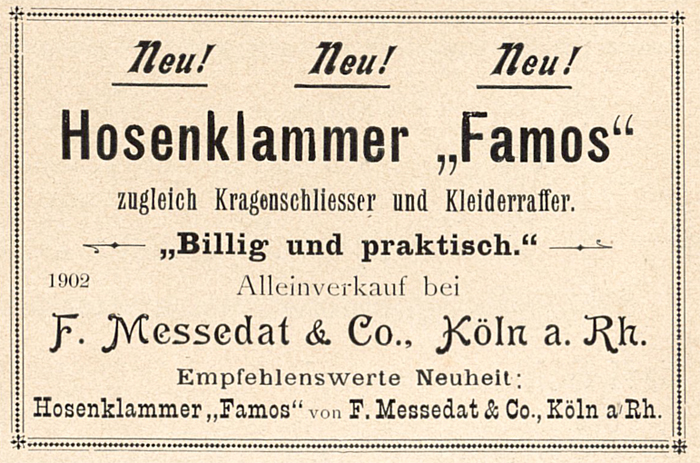 Neu! Neu! Neu!
Hosenklammer „Famos“
zugleich Kragenschliesser und Kleiderraffer.
„Billig und praktisch.“
1902
Alleinverkauf bei
F. Messedat & Co., Köln a. Rh.
Empfehlenswerte Neuheit:
Hosenklammer „Famos“ von F. Messedat & Co., Köln a/Rh.